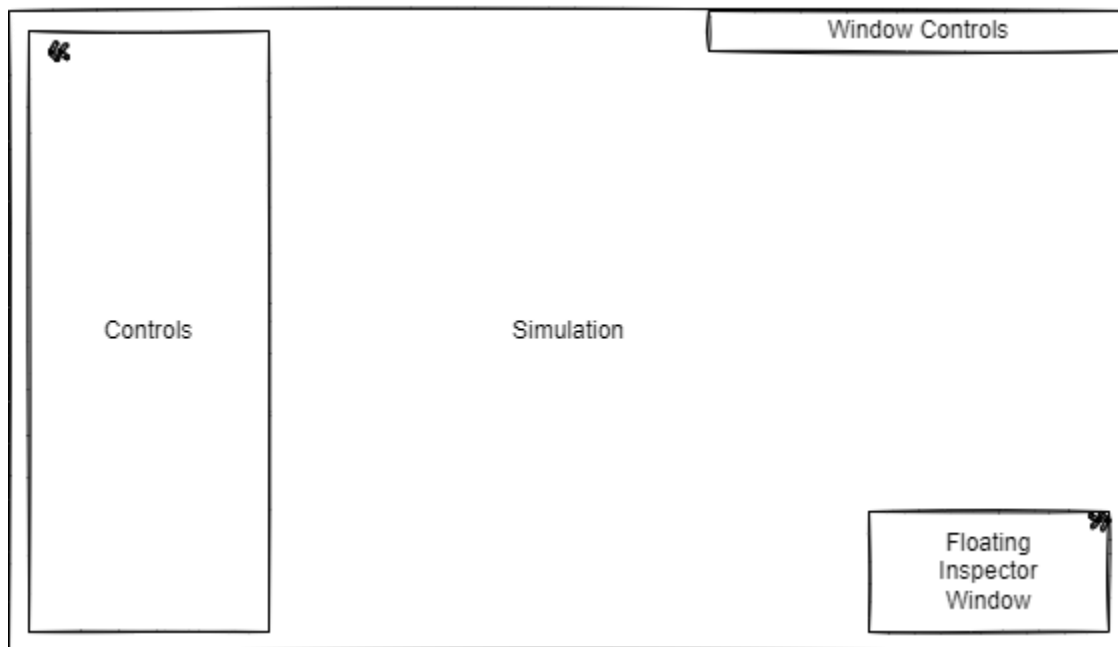 Window Controls
Controls
Simulation
Floating
Inspector
Window